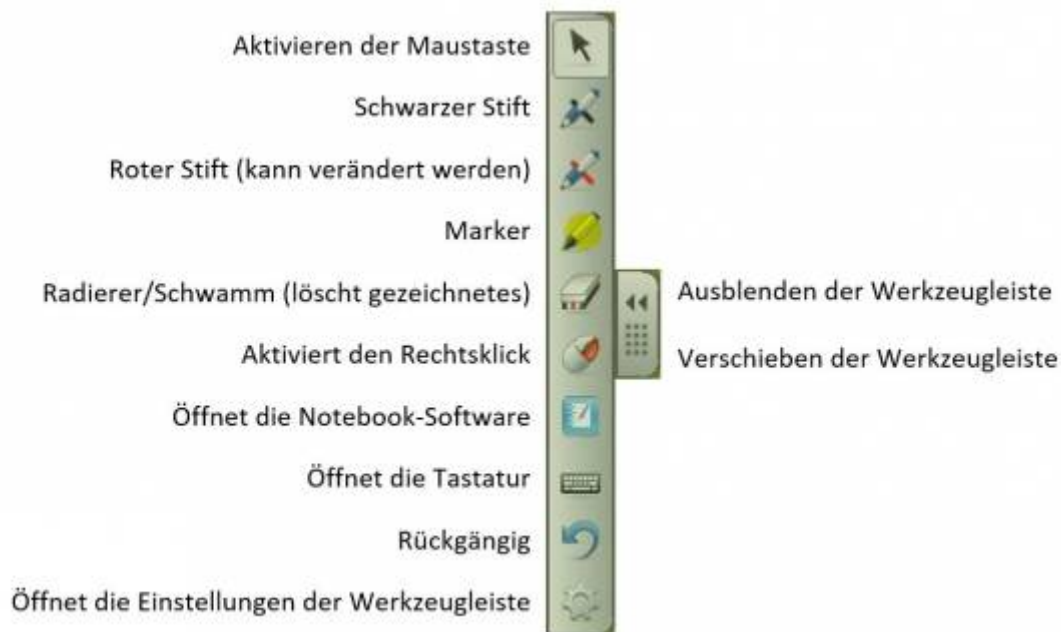 Aktivieren der Maustaste
Schwarzer Stift
Roter Stift (kann verändert werden)
Marker
Radierer/Schwamm (löscht gezeichnetes)
Ausblenden der Werkzeugleiste
Aktiviert den Rechtsklick
Verschieben der Werkzeugleiste
Öffnet die Notebook-Software
Öffnet die Tastatur
Rückgängig
Öffnet die Einstellungen der Werkzeugleiste